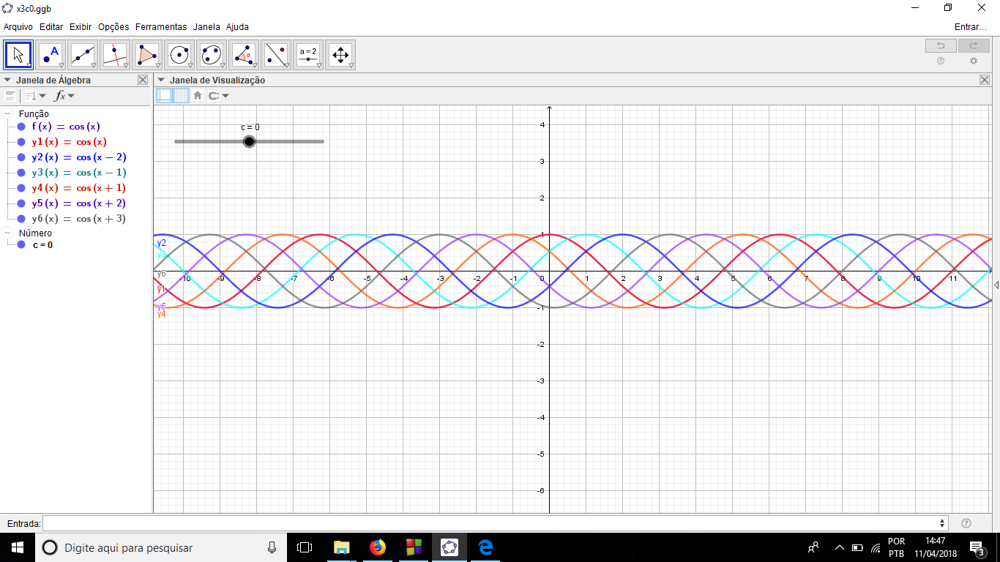 x3c0.ggb
Arquivo Editar Exibir Opções Ferramentas Janela Ajuda Entrar...
A α a = 2
Janela de Álgebra
Janela de Visualização
fx
Função
f(x) = cos(x)
y1(x) = cos(x)
y2(x) = cos(x − 2)
y3(x) = cos(x − 1)
y4(x) = cos(x + 1)
y5(x) = cos(x + 2)
y6(x) = cos(x + 3)
Número
c = 0
c = 0
4
3
2
1
y2
y3
y6
-10 -9 -8 -7 -6 -5 -4 -3 -2 -1 0 1 2 3 4 5 6 7 8 9 10 11
y1
y5
y4
-1
-2
-3
-4
-5
-6
Entrada:
Digite aqui para pesquisar
POR
PTB
14:47
11/04/2018
3